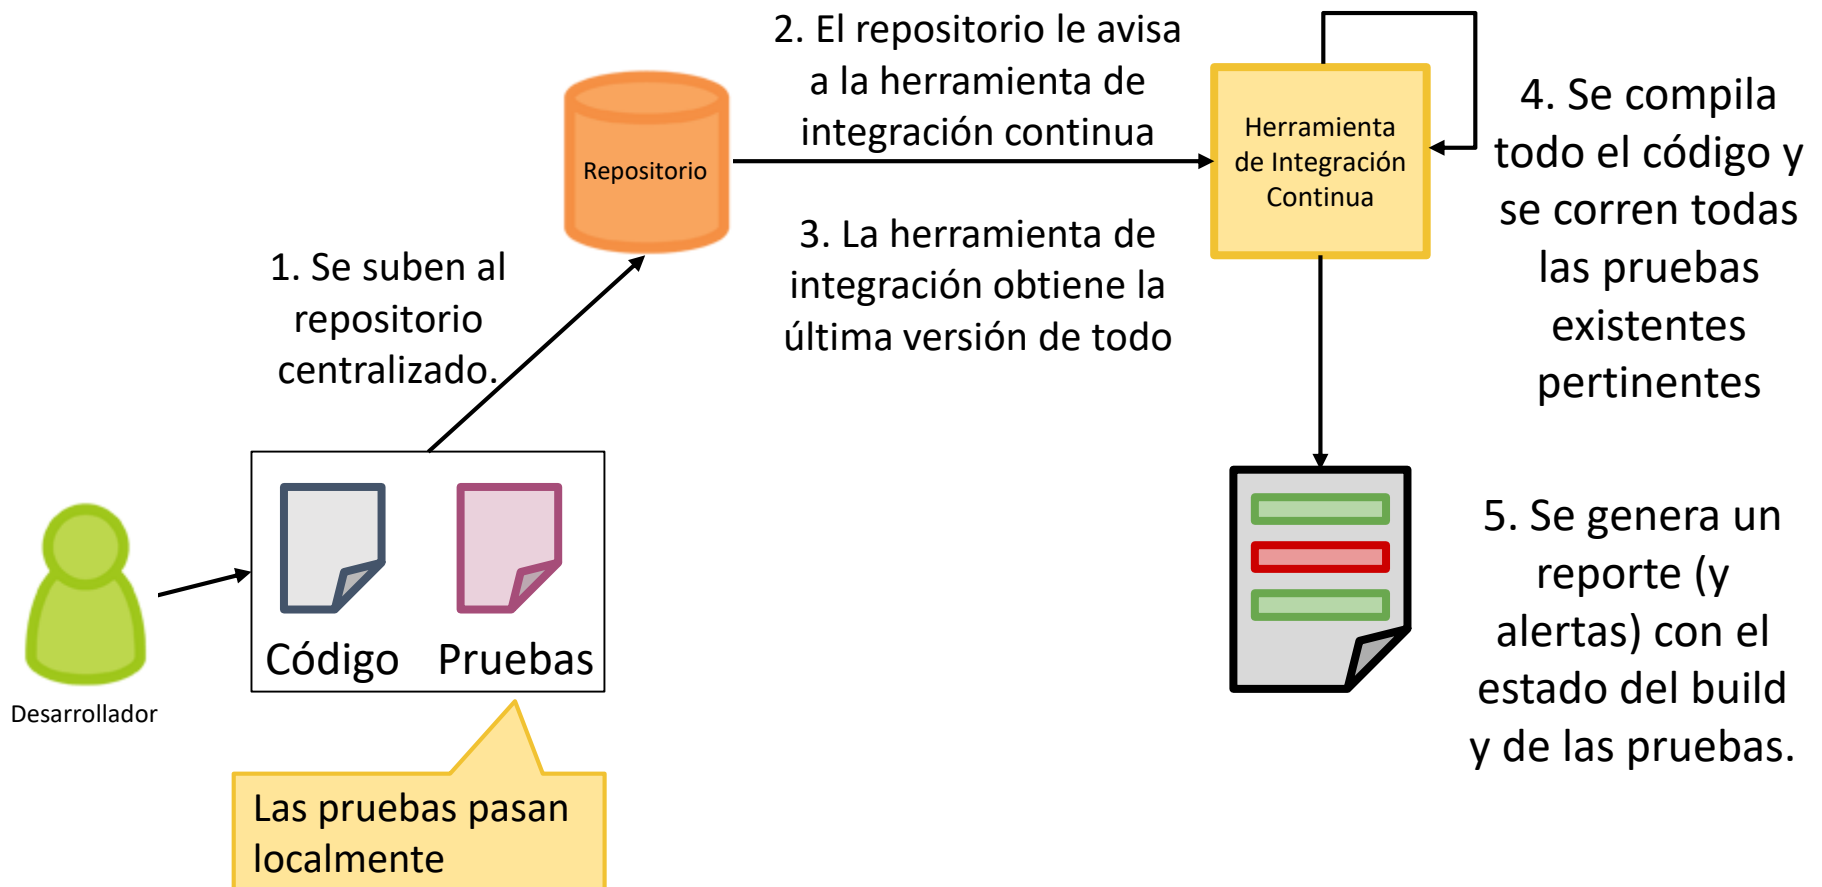 2. El repositorio le avisa
a la herramienta de
integración continua
Repositorio
Herramienta
de Integración
Continua
4. Se compila
todo el código y
se corren todas
las pruebas
existentes
pertinentes
3. La herramienta de
integración obtiene la
última versión de todo
1. Se suben al
repositorio
centralizado.
Código
Pruebas
Desarrollador
5. Se genera un
reporte (y
alertas) con el
estado del build
y de las pruebas.
Las pruebas pasan
localmente